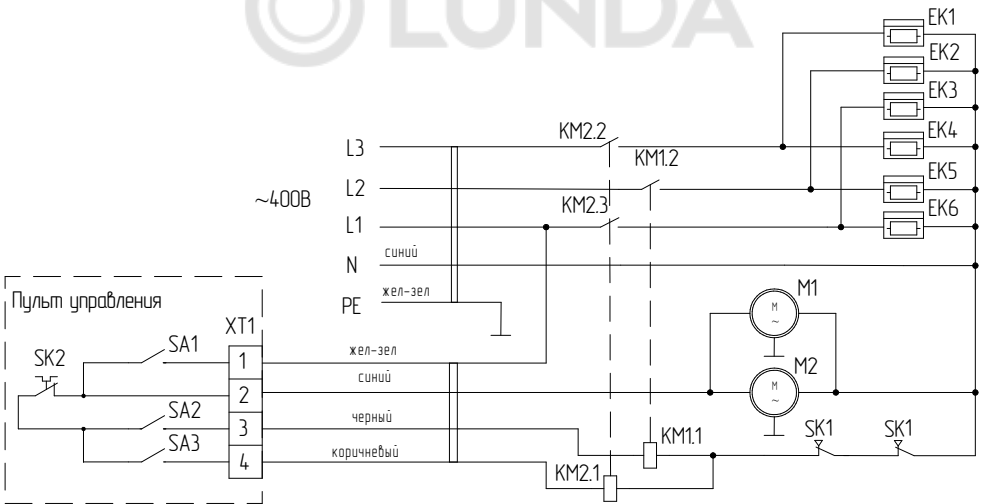 LUNDA
EK1
EK2
EK3
EK4
EK5
EK6
KM2.2
KM1.2
KM2.3
L3
L2
L1
N
PE
~400В
синий
жел-зел
Пульт управления
XT1
SK2
SA1
SA2
SA3
1
2
3
4
жел-зел
синий
черный
коричневый
M1
M
~
M2
M
~
KM1.1
KM2.1
SK1
SK1